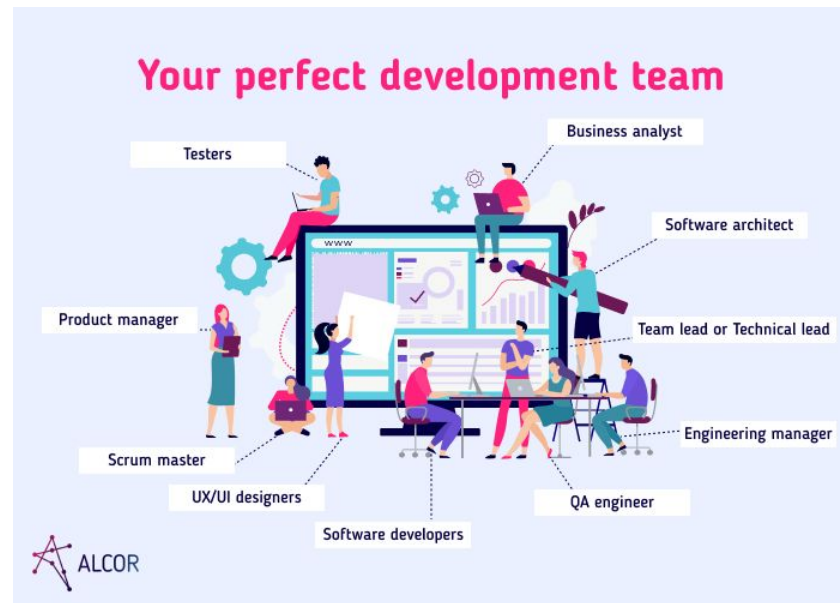 Your perfect development team
Business analyst
Testers
Software architect
www
Product manager
Team lead or Technical lead
Engineering manager
Scrum master
UX/UI designers
QA engineer
Software developers
ALCOR